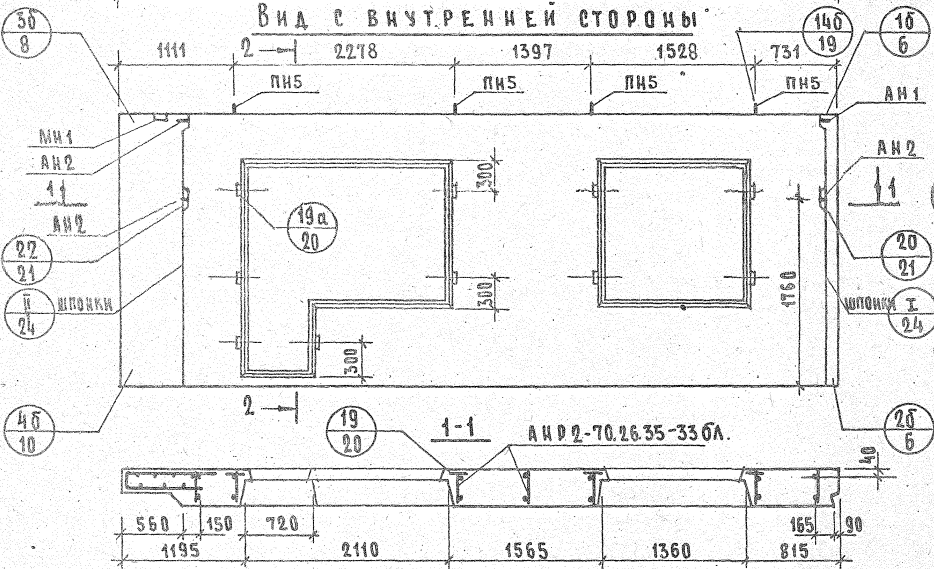 Вид с внутренней стороны
3б
8
2
14б
19
1б
6
1111
2278
1397
1528
731
ПН5
ПН5
ПН5
ПН5
АН1
МН1
АН2
АН2
1
1
АН2
300
19а
20
22
21
20
21
II
24
шпонки
300
1760
шпонки
I
24
300
4б
10
2
19
20
1-1
АНР2-70.26.35-33бл.
2б
6
40
560
150
720
165
90
1195
2110
1565
1360
815